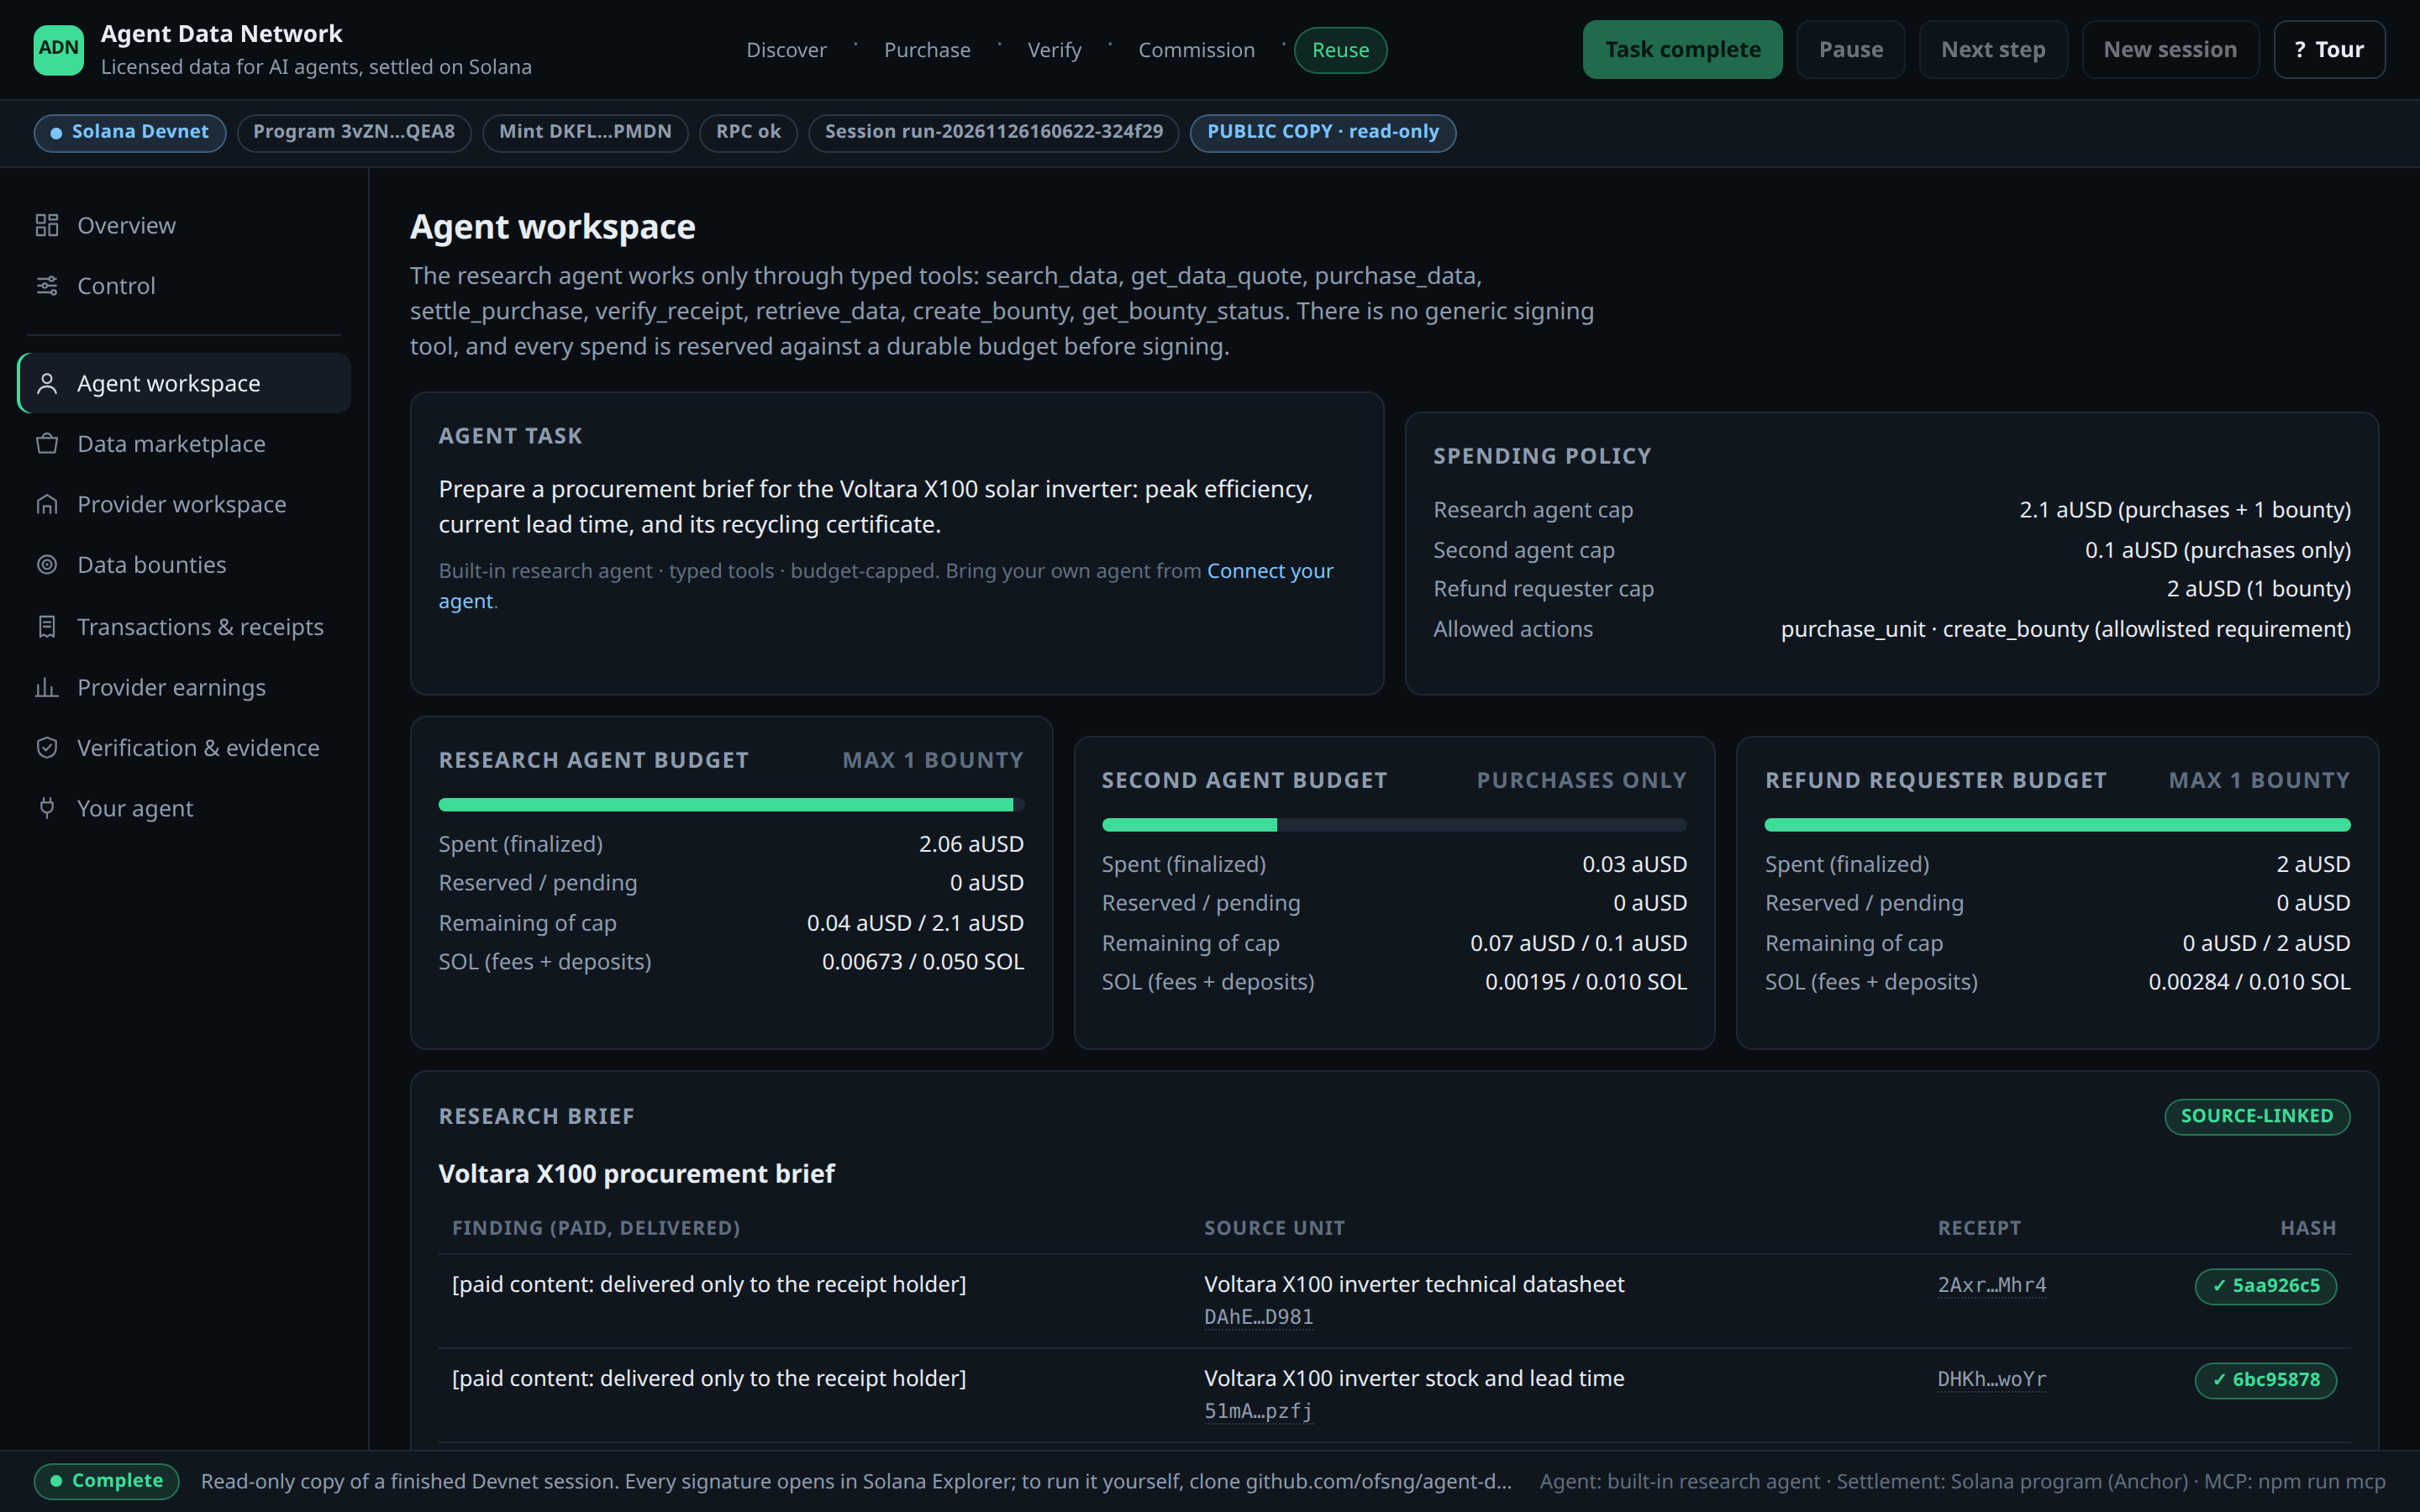 ADN
Agent Data Network
Licensed data for AI agents, settled on Solana
Discover · Purchase · Verify · Commission · Reuse
Task complete
Pause
Next step
New session
? Tour
Solana Devnet
Program 3vZN…QEA8
Mint DKFL…PMDN
RPC ok
Session run-20261126160622-324f29
PUBLIC COPY · read-only
Overview
Control
Agent workspace
Data marketplace
Provider workspace
Data bounties
Transactions & receipts
Provider earnings
Verification & evidence
Your agent
Agent workspace
The research agent works only through typed tools: search_data, get_data_quote, purchase_data,
settle_purchase, verify_receipt, retrieve_data, create_bounty, get_bounty_status. There is no generic signing
tool, and every spend is reserved against a durable budget before signing.
AGENT TASK
Prepare a procurement brief for the Voltara X100 solar inverter: peak efficiency,
current lead time, and its recycling certificate.
Built-in research agent · typed tools · budget-capped. Bring your own agent from Connect your
agent.
SPENDING POLICY
Research agent cap 2.1 aUSD (purchases + 1 bounty)
Second agent cap 0.1 aUSD (purchases only)
Refund requester cap 2 aUSD (1 bounty)
Allowed actions purchase_unit · create_bounty (allowlisted requirement)
RESEARCH AGENT BUDGET MAX 1 BOUNTY
Spent (finalized) 2.06 aUSD
Reserved / pending 0 aUSD
Remaining of cap 0.04 aUSD / 2.1 aUSD
SOL (fees + deposits) 0.00673 / 0.050 SOL
SECOND AGENT BUDGET PURCHASES ONLY
Spent (finalized) 0.03 aUSD
Reserved / pending 0 aUSD
Remaining of cap 0.07 aUSD / 0.1 aUSD
SOL (fees + deposits) 0.00195 / 0.010 SOL
REFUND REQUESTER BUDGET MAX 1 BOUNTY
Spent (finalized) 2 aUSD
Reserved / pending 0 aUSD
Remaining of cap 0 aUSD / 2 aUSD
SOL (fees + deposits) 0.00284 / 0.010 SOL
RESEARCH BRIEF SOURCE-LINKED
Voltara X100 procurement brief
FINDING (PAID, DELIVERED) SOURCE UNIT RECEIPT HASH
[paid content: delivered only to the receipt holder] Voltara X100 inverter technical datasheet 2Axr…Mhr4 ✓ 5aa926c5
DAhE…D981
[paid content: delivered only to the receipt holder] Voltara X100 inverter stock and lead time DHKh…woYr ✓ 6bc95878
51mA…pzfj
Complete
Read-only copy of a finished Devnet session. Every signature opens in Solana Explorer; to run it yourself, clone github.com/ofsng/agent-d…
Agent: built-in research agent · Settlement: Solana program (Anchor) · MCP: npm run mcp